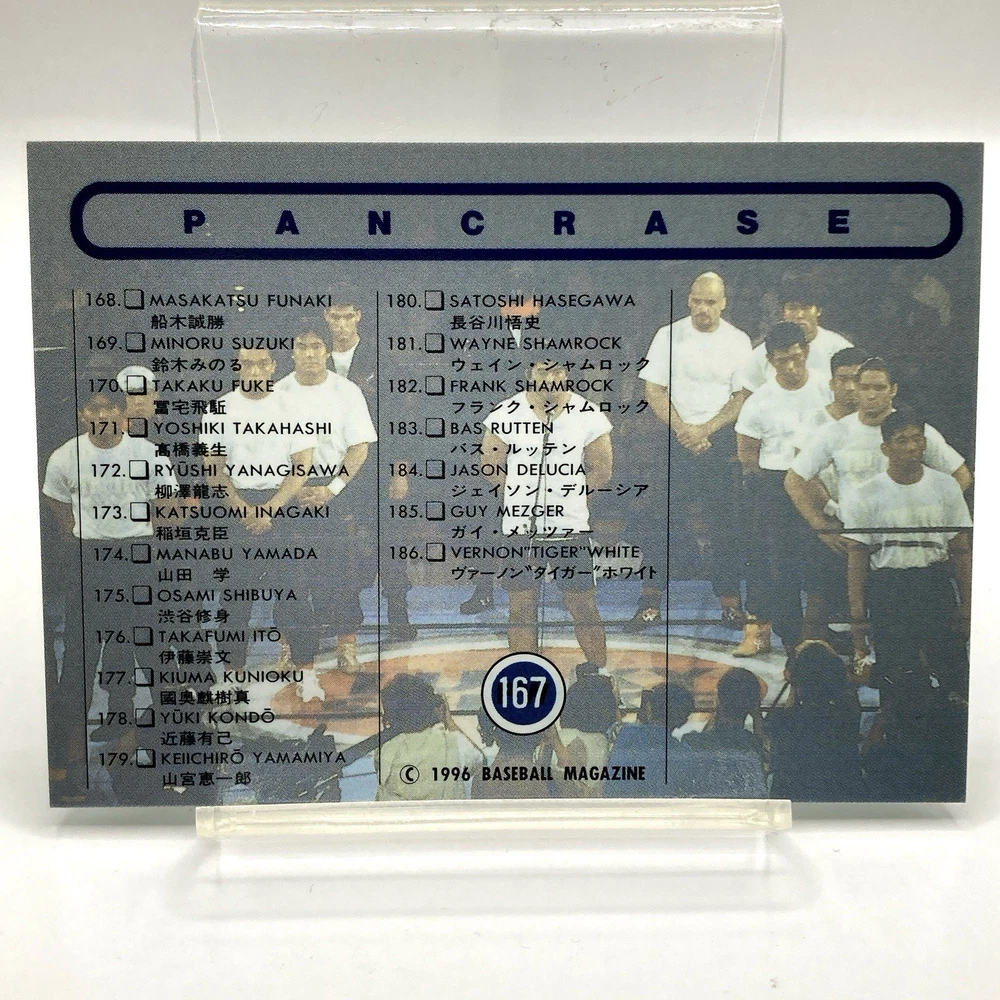 PANCRASE
168.□MASAKATSU FUNAKI
船木誠勝
169.□MINORU SUZUKI
鈴木みのる
170.□TAKAKU FUKE
冨宅飛駈
171.□YOSHIKI TAKAHASHI
高橋義生
172.□RYŪSHI YANAGISAWA
柳澤龍志
173.□KATSUOMI INAGAKI
稲垣克臣
174.□MANABU YAMADA
山田　学
175.□OSAMI SHIBUYA
渋谷修身
176.□TAKAFUMI ITŌ
伊藤崇文
177.□KIUMA KUNIOKU
國奥麒樹真
178.□YŪKI KONDŌ
近藤有己
179.□KEIICHIRŌ YAMAMIYA
山宮恵一郎
180.□SATOSHI HASEGAWA
長谷川悟史
181.□WAYNE SHAMROCK
ウェイン・シャムロック
182.□FRANK SHAMROCK
フランク・シャムロック
183.□BAS RUTTEN
バス・ルッテン
184.□JASON DELUCIA
ジェイソン・デルーシア
185.□GUY MEZGER
ガイ・メッツァー
186.□VERNON"TIGER"WHITE
ヴァーノン"タイガー"ホワイト
167
© 1996 BASEBALL MAGAZINE